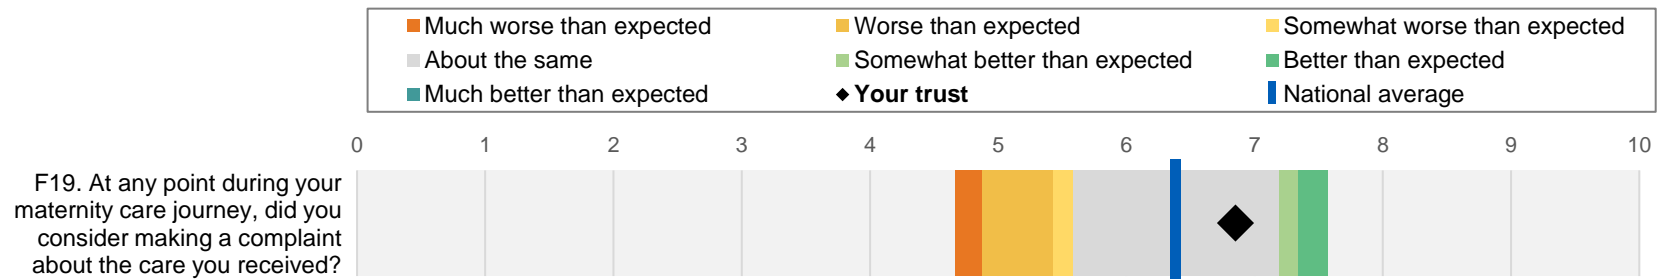 Much worse than expected
Worse than expected
Somewhat worse than expected
About the same
Somewhat better than expected
Better than expected
Much better than expected
Your trust
National average
0 1 2 3 4 5 6 7 8 9 10
F19. At any point during your
maternity care journey, did you
consider making a complaint
about the care you received?